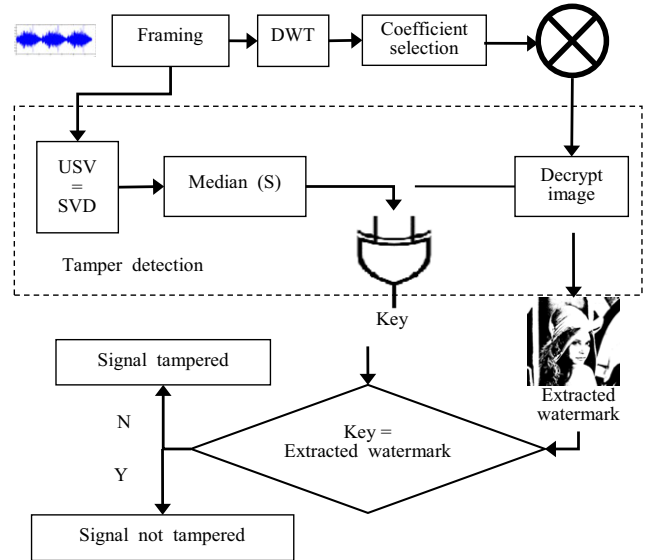 Framing
DWT
Coefficient
selection
USV
=
SVD
Median (S)
Decrypt
image
Tamper detection
Key
Extracted
watermark
Signal tampered
N
Key =
Extracted watermark
Y
Signal not tampered